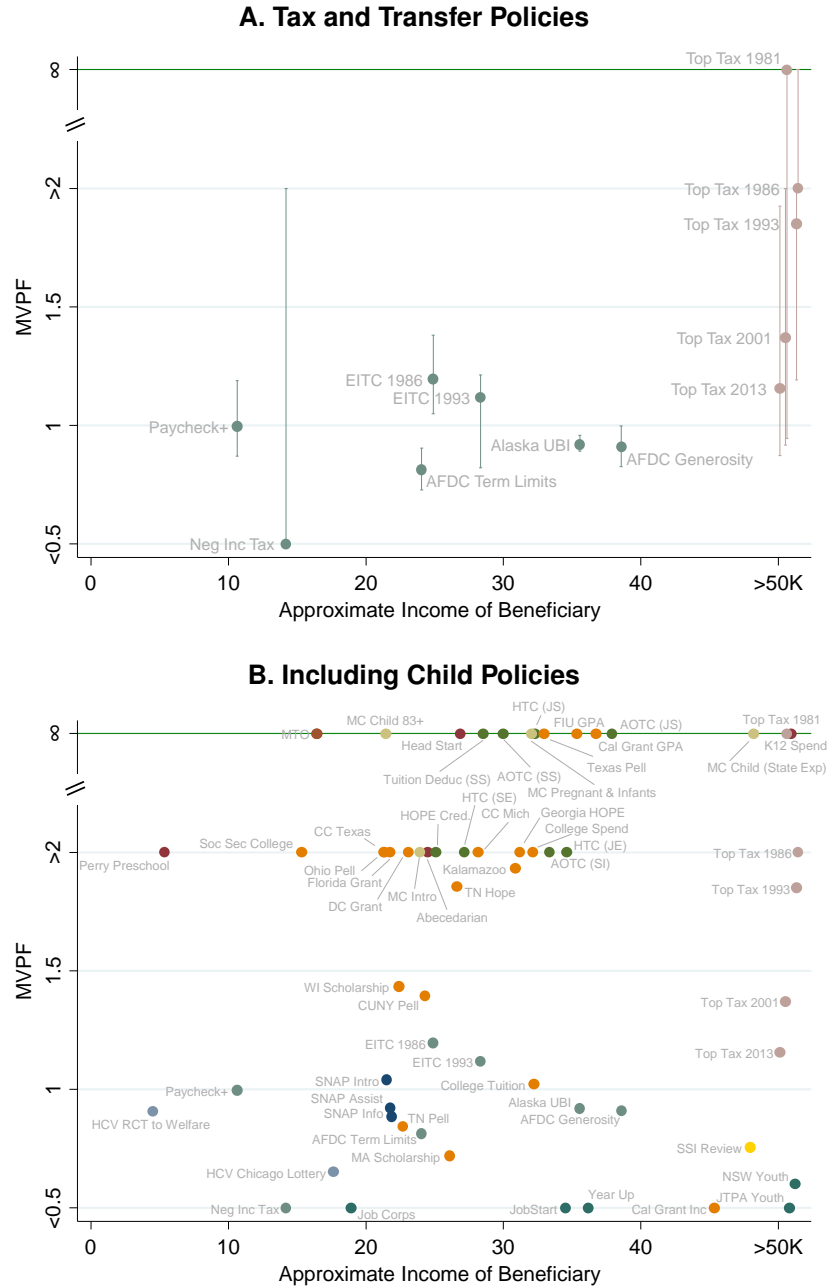 A. Tax and Transfer Policies
∞
Top Tax 1981
>2
Top Tax 1986
Top Tax 1993
MVPF
1.5
Top Tax 2001
EITC 1986
EITC 1993
Top Tax 2013
1
Paycheck+
Alaska UBI
AFDC Generosity
AFDC Term Limits
<0.5
Neg Inc Tax
0 10 20 30 40 >50K
Approximate Income of Beneficiary
B. Including Child Policies
HTC (JS)
MC Child 83+
FIU GPA
AOTC (JS)
Top Tax 1981
∞
MTO
Head Start
Cal Grant GPA
K12 Spend
Texas Pell
MC Child (State Exp)
Tuition Deduc (SS)
AOTC (SS)
MC Pregnant & Infants
HTC (SE)
HOPE Cred.
CC Mich
Georgia HOPE
CC Texas
College Spend
Soc Sec College
HTC (JE)
>2
Perry Preschool
Top Tax 1986
Ohio Pell
Kalamazoo
AOTC (SI)
Florida Grant
MC Intro
TN Hope
Top Tax 1993
DC Grant
Abecedarian
MVPF
1.5
WI Scholarship
CUNY Pell
Top Tax 2001
EITC 1986
EITC 1993
Top Tax 2013
1
SNAP Intro
College Tuition
Paycheck+
SNAP Assist
Alaska UBI
HCV RCT to Welfare
SNAP Info
TN Pell
AFDC Generosity
AFDC Term Limits
MA Scholarship
SSI Review
HCV Chicago Lottery
NSW Youth
Year Up
JTPA Youth
<0.5
Neg Inc Tax
Job Corps
JobStart
Cal Grant Inc
0 10 20 30 40 >50K
Approximate Income of Beneficiary